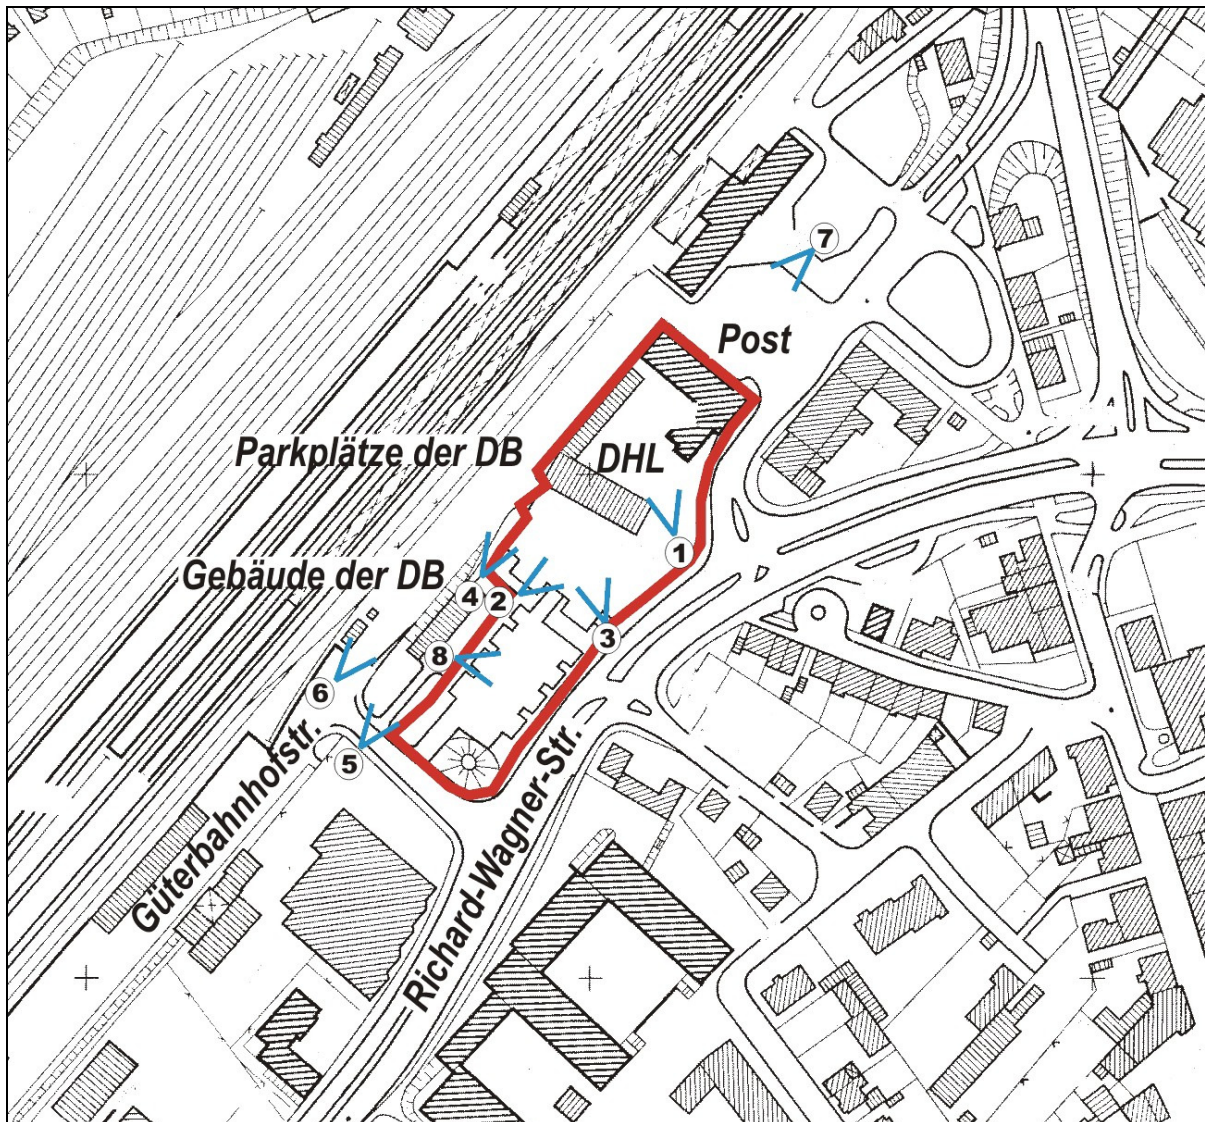 7
Post
Parkplätze der DB
DHL
1
Gebäude der DB
4
2
3
8
6
5
Güterbahnhofstr.
Richard-Wagner-Str.